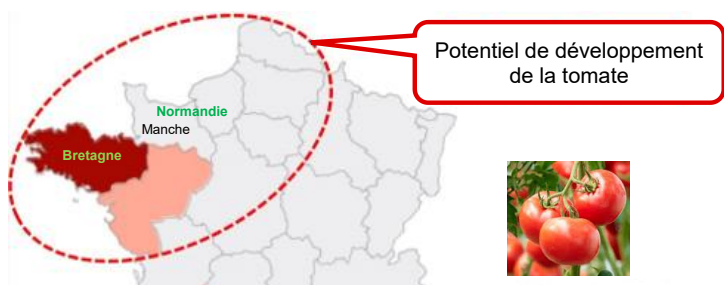 Potentiel de développement
de la tomate
Normandie
Manche
Bretagne